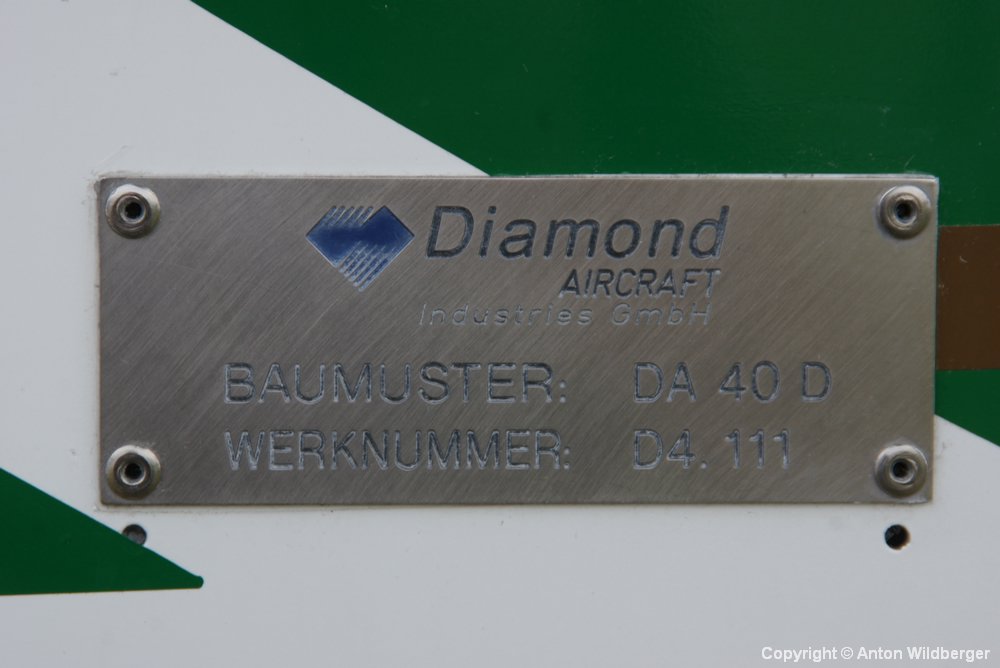 Diamond
AIRCRAFT
Industries GmbH
BAUMUSTER: DA 40 D
WERKNUMMER: D4. 111
Copyright © Anton Wildberger